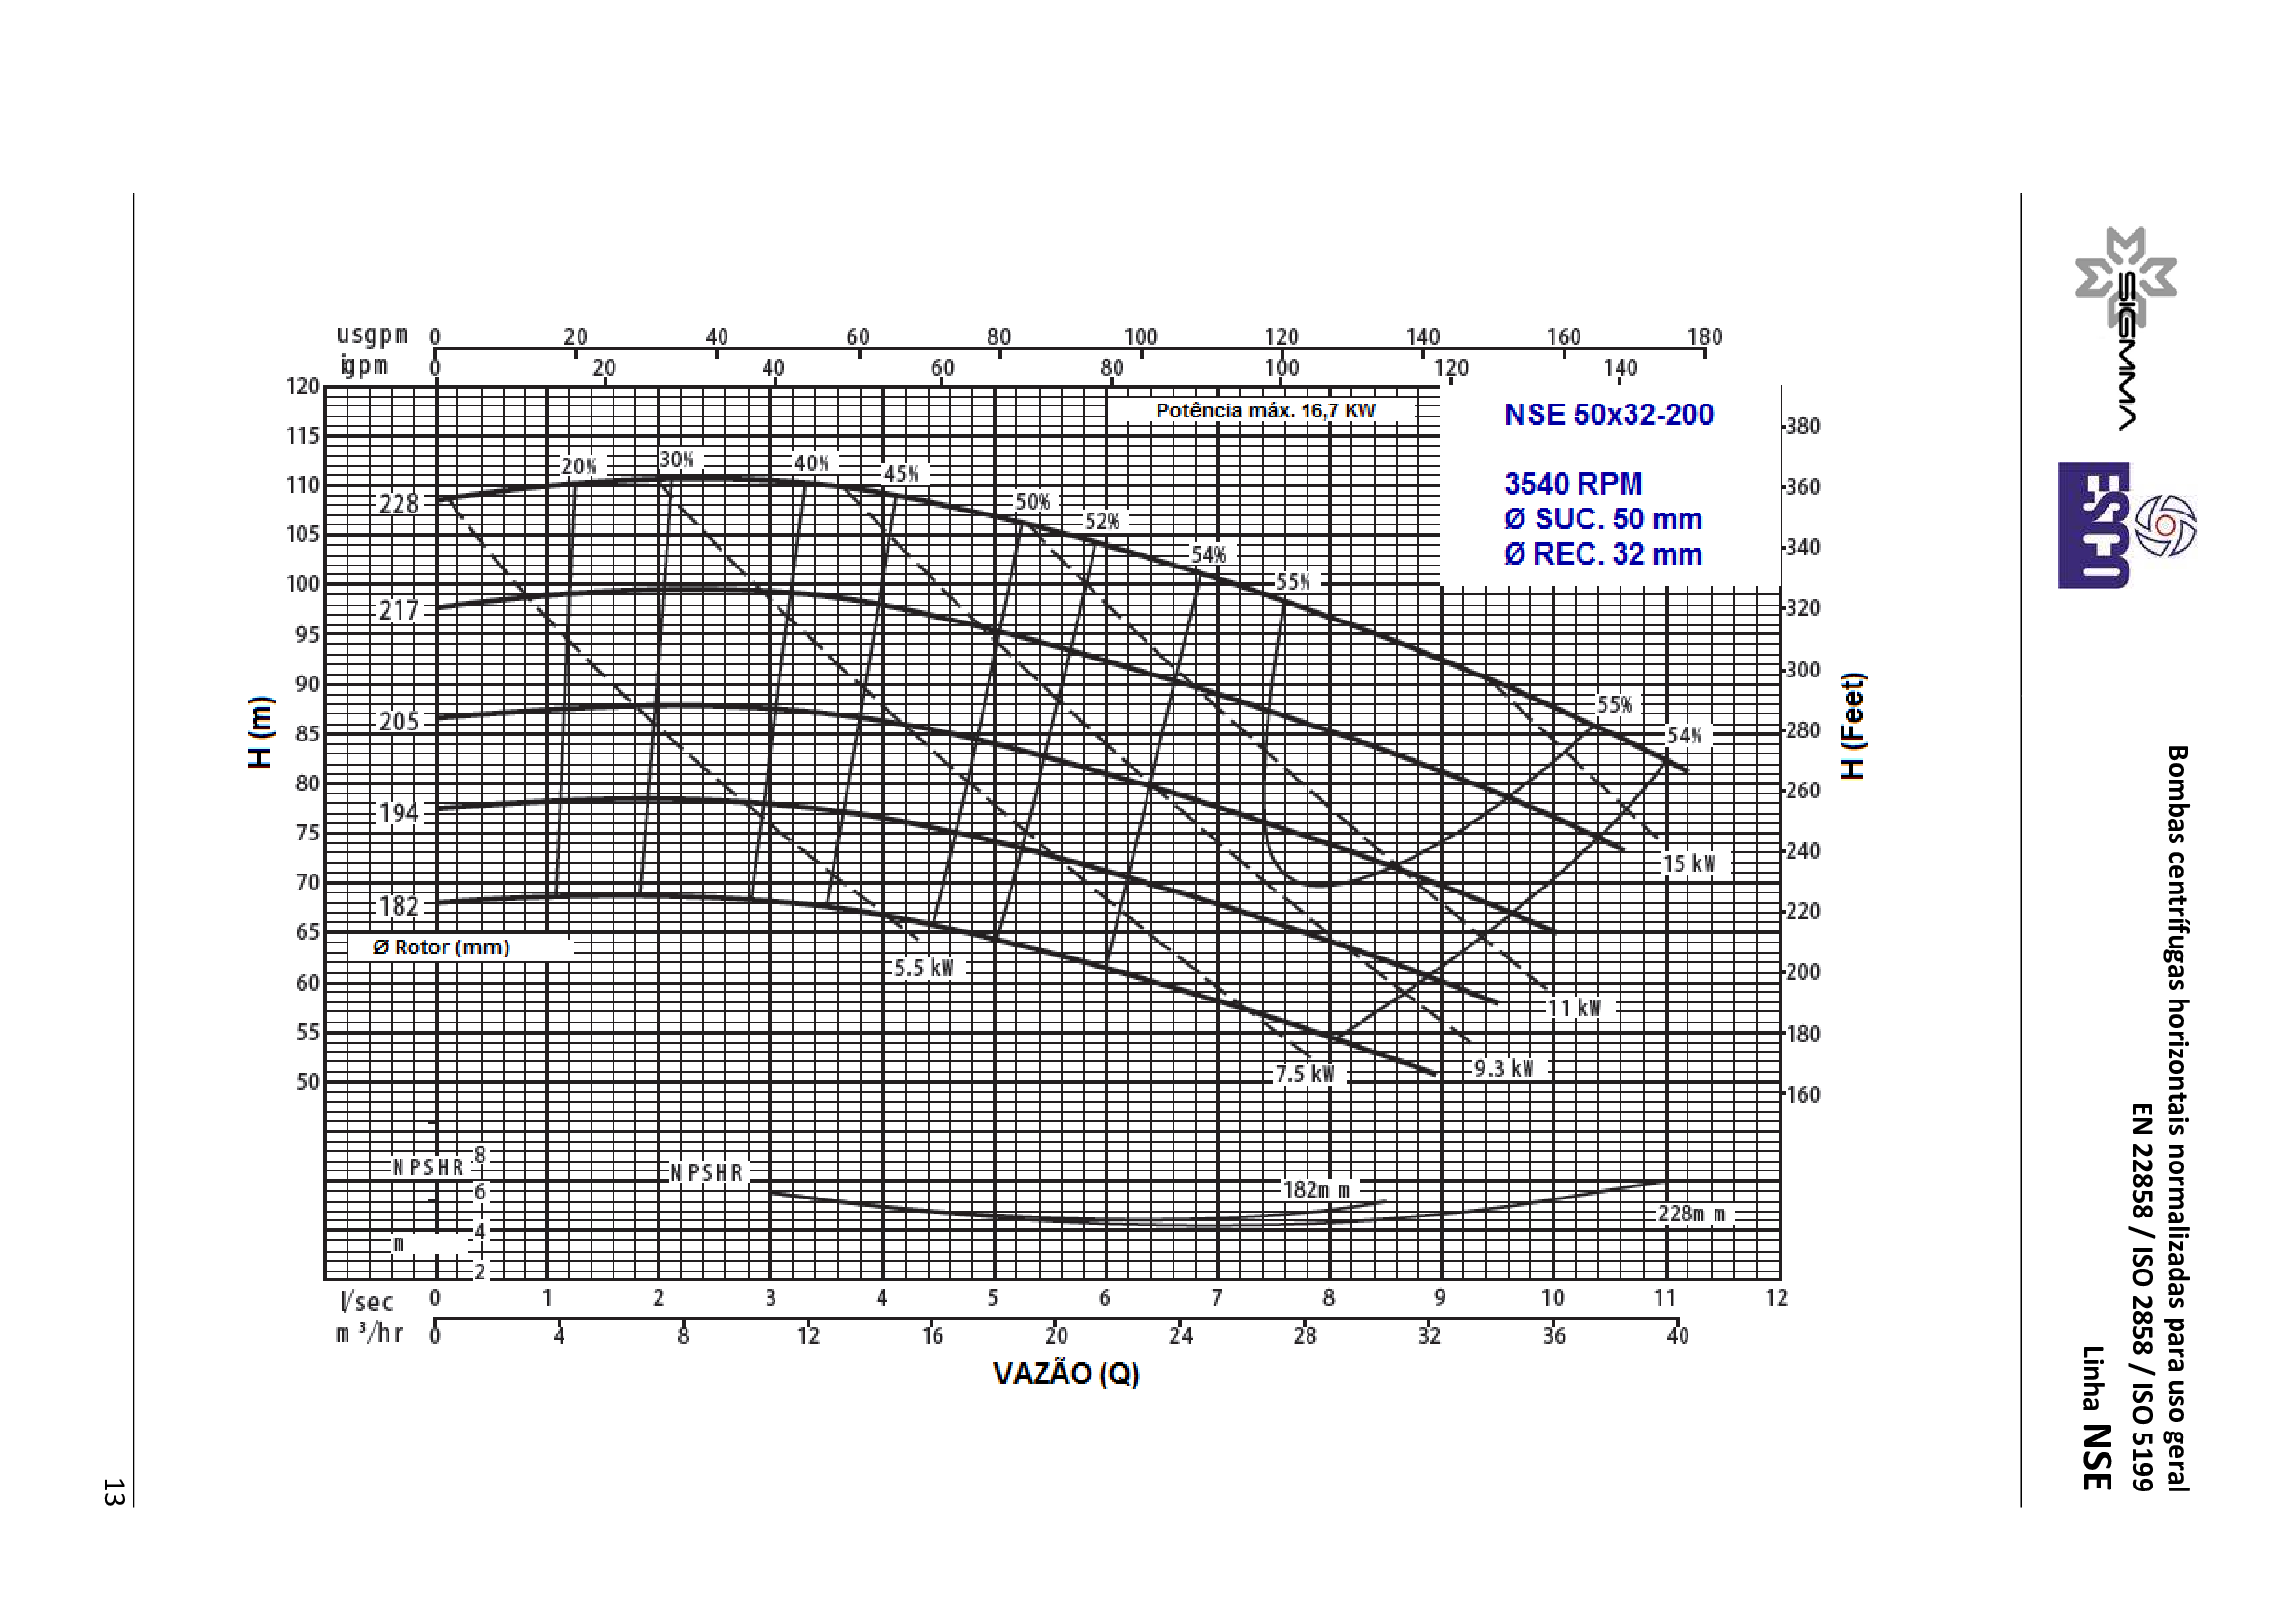 usgpm 0 20 40 60 80 100 120 140 160 180
igpm 0 20 40 60 80 100 120 140
120
115
110
105
100
95
90
85
80
75
70
65
60
55
50
H (m)
Potência máx. 16,7 KW
NSE 50x32-200
3540 RPM
Ø SUC. 50 mm
Ø REC. 32 mm
380
360
340
320
300
280
260
240
220
200
180
160
H (Feet)
20% 30% 40% 45% 50% 52% 54% 55%
55%
54%
228
217
205
194
182
Ø Rotor (mm)
5.5 kW
7.5 kW
9.3 kW
11 kW
15 kW
NPSHR
m
8
6
4
2
NPSHR
182mm
228mm
l/sec 0 1 2 3 4 5 6 7 8 9 10 11 12
m³/hr 0 4 8 12 16 20 24 28 32 36 40
VAZÃO (Q)
SIGMMA
Bombas centrífugas horizontais normalizadas para uso geral
EN 22858 / ISO 2858 / ISO 5199
Linha NSE
13